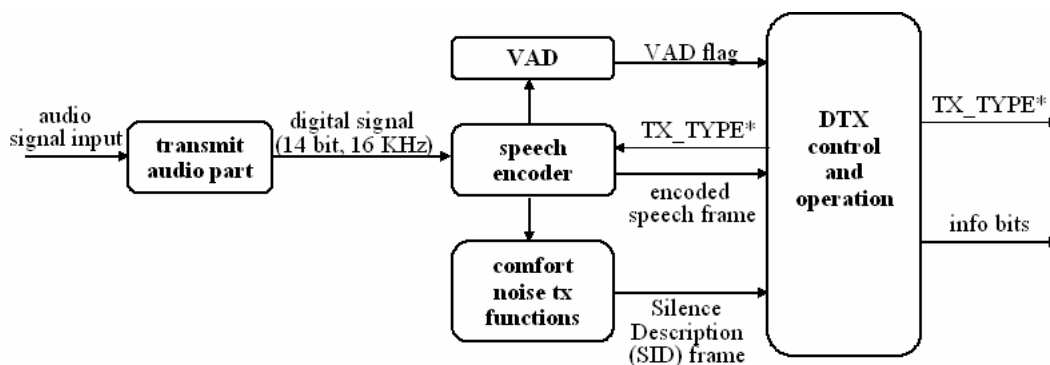 VAD
VAD flag
audio
signal input
transmit
audio part
digital signal
(14 bit, 16 KHz)
speech
encoder
TX_TYPE*
encoded
speech frame
comfort
noise tx
functions
Silence
Description
(SID) frame
DTX
control
and
operation
TX_TYPE*
info bits